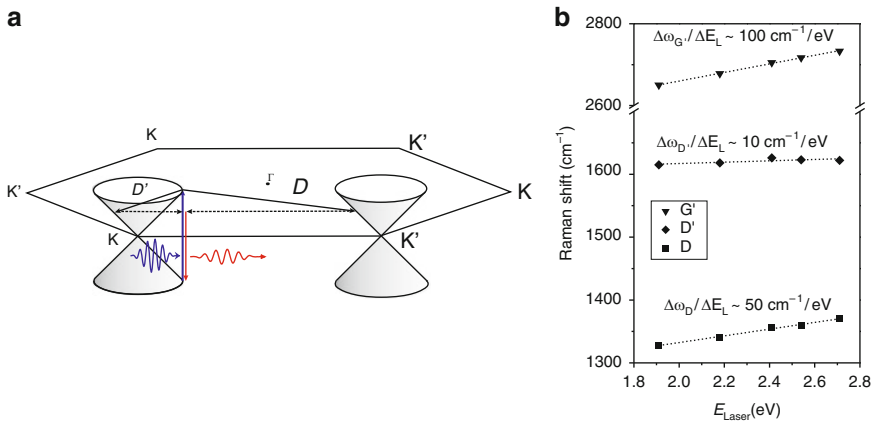 a
K
K'
K'
D'
Γ
D
K
K
K'
b
2800
2600
1600
1500
1400
1300
1.8 2.0 2.2 2.4 2.6 2.8
Raman shift (cm⁻¹)
E_Laser(eV)
Δω_G'/ΔE_L ~ 100 cm⁻¹/eV
Δω_D'/ΔE_L ~ 10 cm⁻¹/eV
G'
D'
D
Δω_D/ΔE_L ~ 50 cm⁻¹/eV